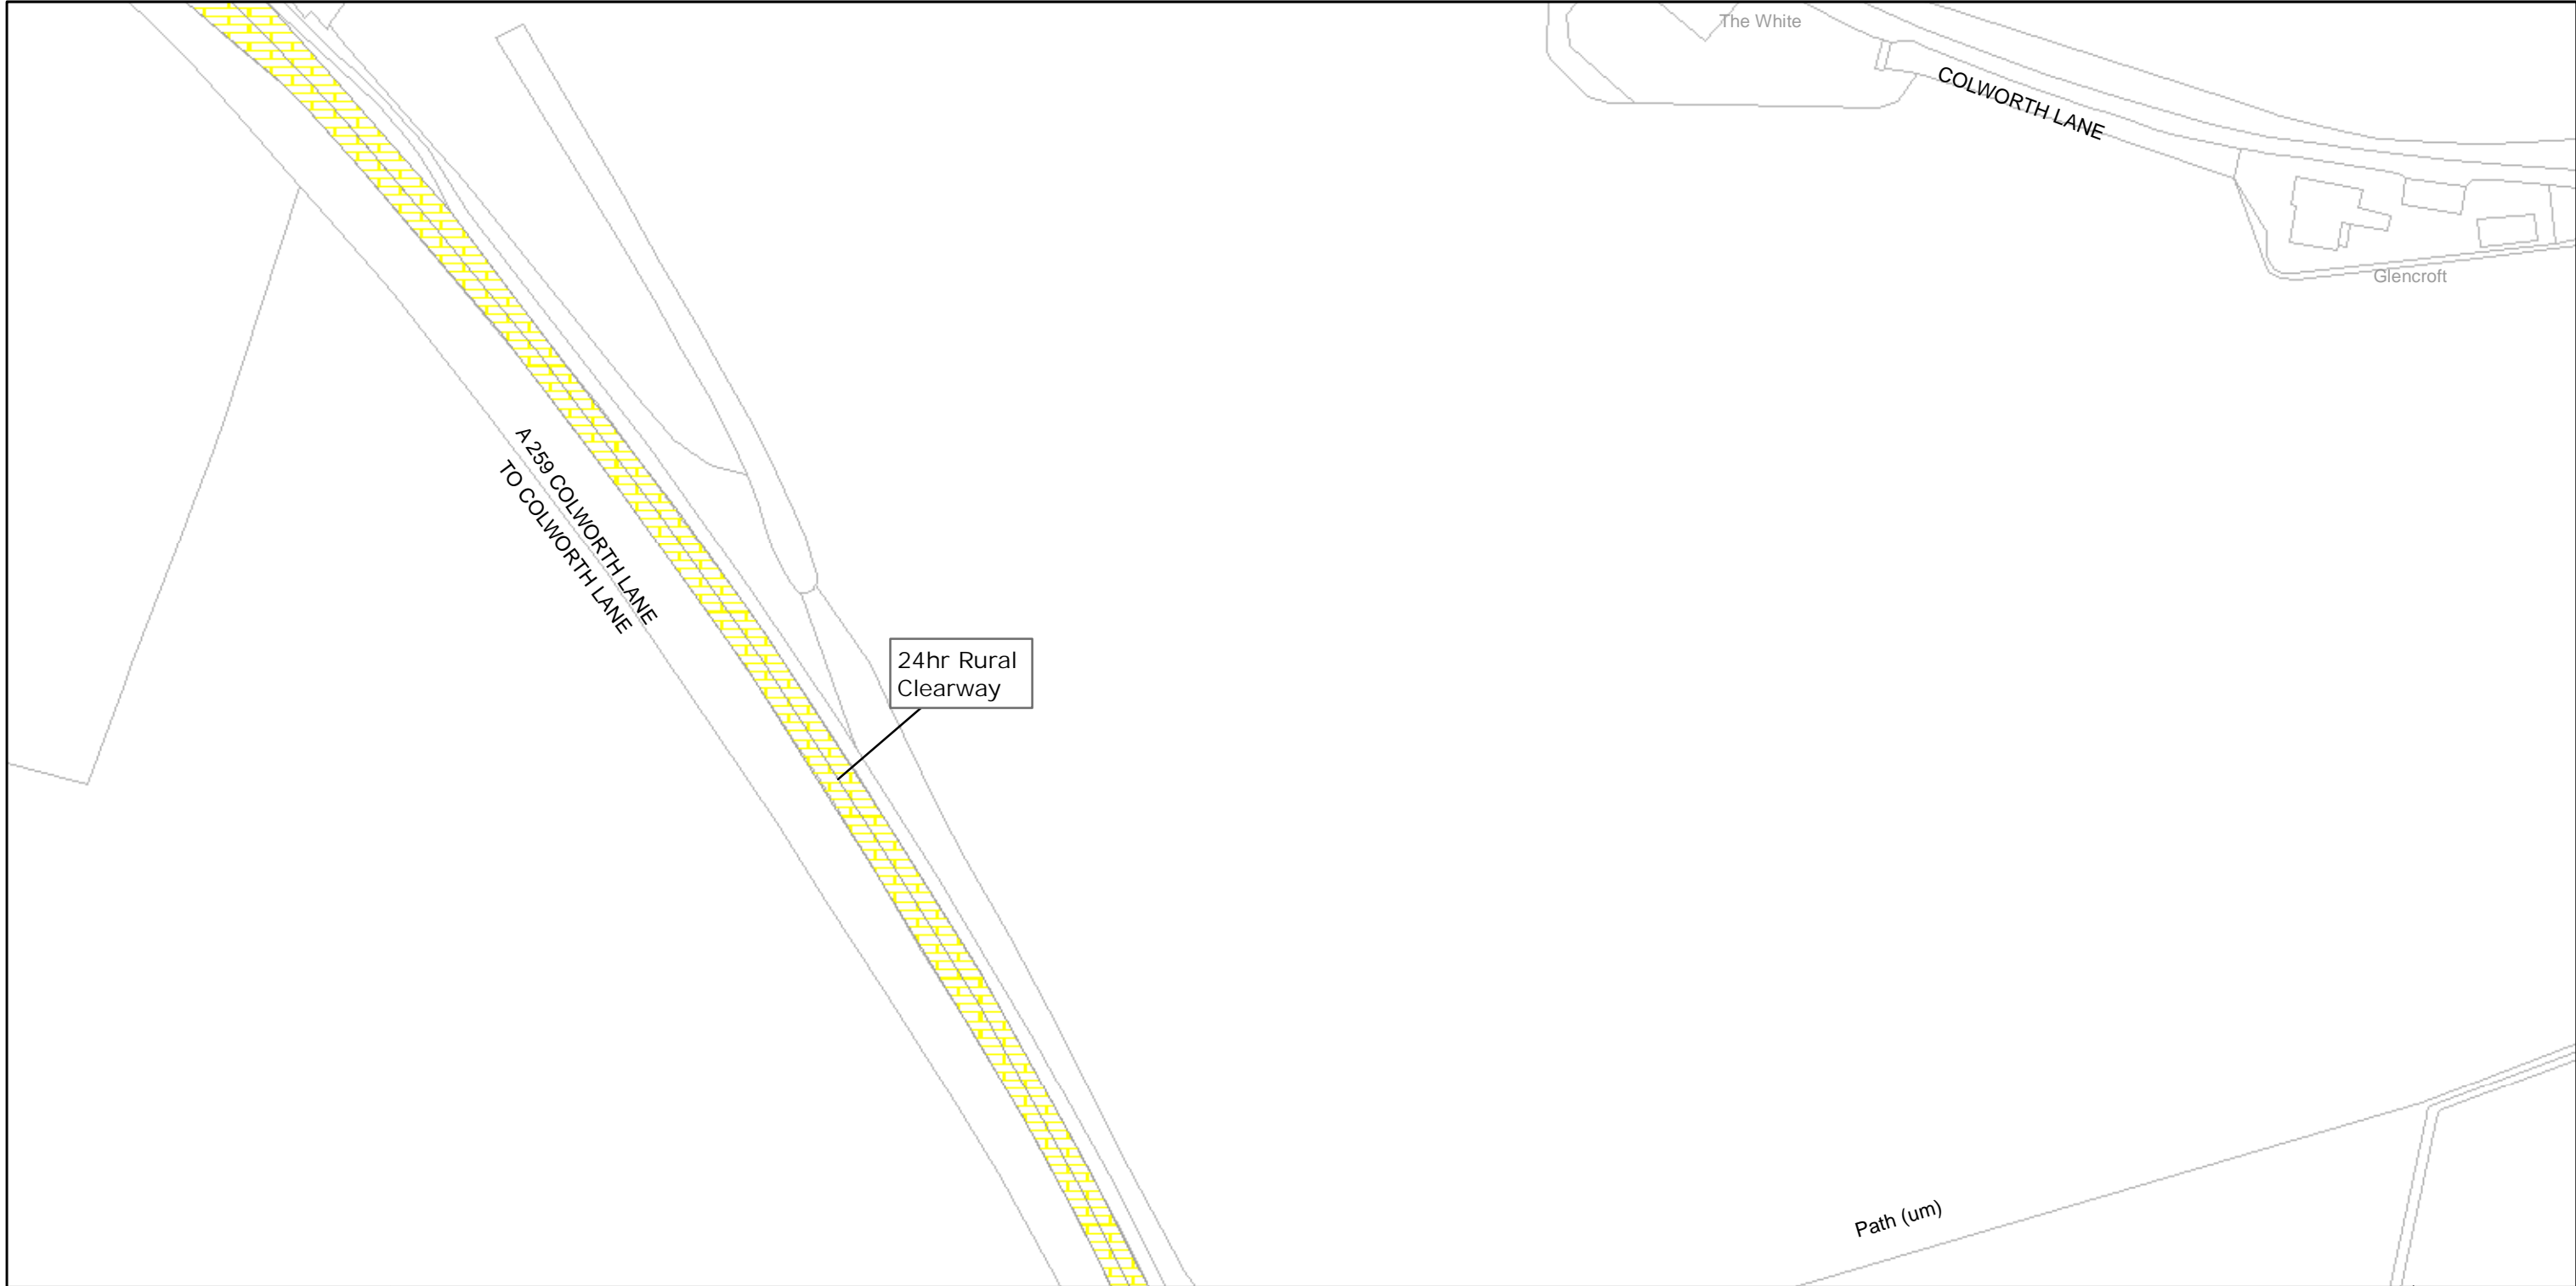 The White
COLWORTH LANE
Glencroft
A 259 COLWORTH LANE
TO COLWORTH LANE
24hr Rural
Clearway
Path (um)